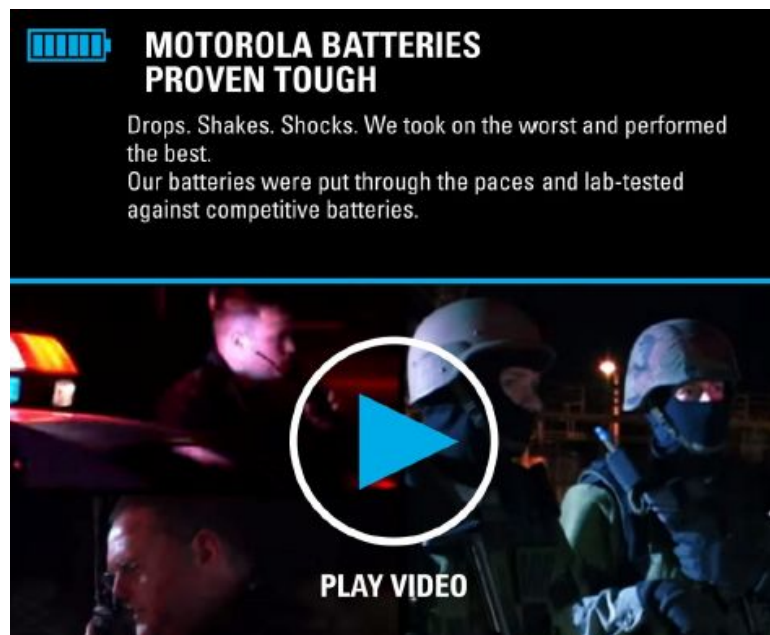 MOTOROLA BATTERIES
PROVEN TOUGH
Drops. Shakes. Shocks. We took on the worst and performed
the best.
Our batteries were put through the paces and lab-tested
against competitive batteries.
PLAY VIDEO